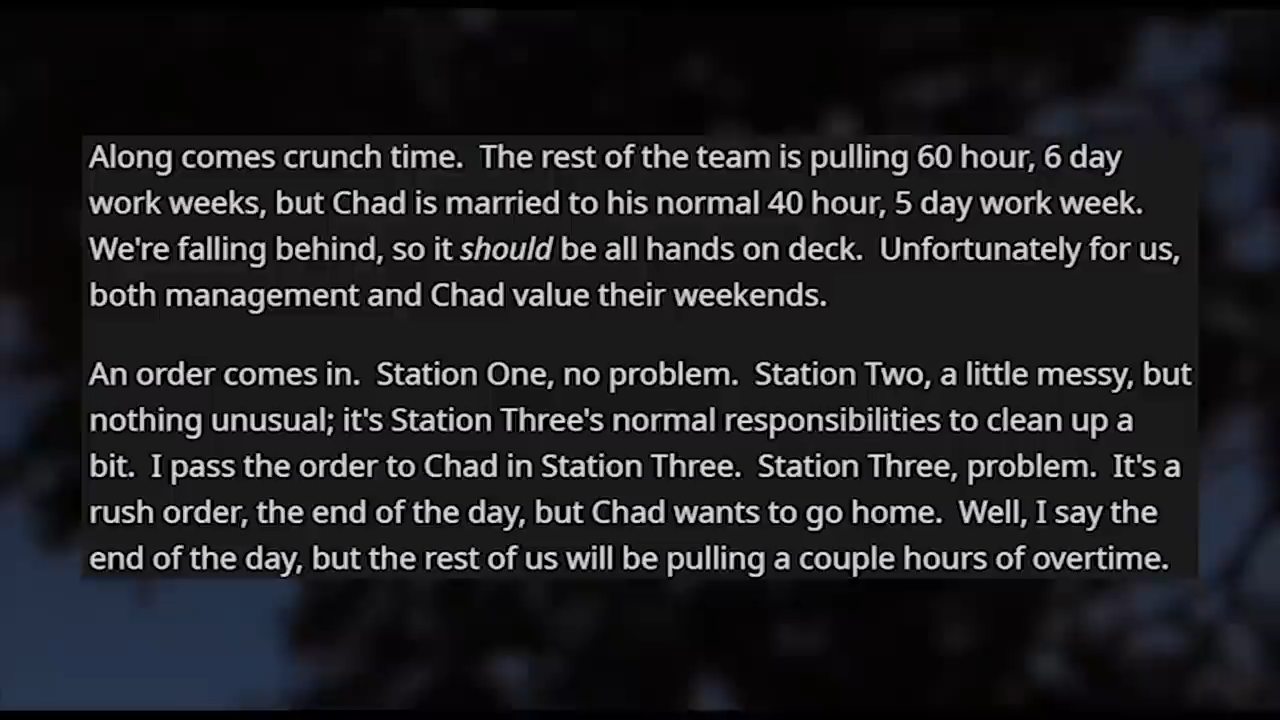 Along comes crunch time.  The rest of the team is pulling 60 hour, 6 day
work weeks, but Chad is married to his normal 40 hour, 5 day work week.
We're falling behind, so it should be all hands on deck.  Unfortunately for us,
both management and Chad value their weekends.
An order comes in.  Station One, no problem.  Station Two, a little messy, but
nothing unusual; it's Station Three's normal responsibilities to clean up a
bit.  I pass the order to Chad in Station Three.  Station Three, problem.  It's a
rush order, the end of the day, but Chad wants to go home.  Well, I say the
end of the day, but the rest of us will be pulling a couple hours of overtime.